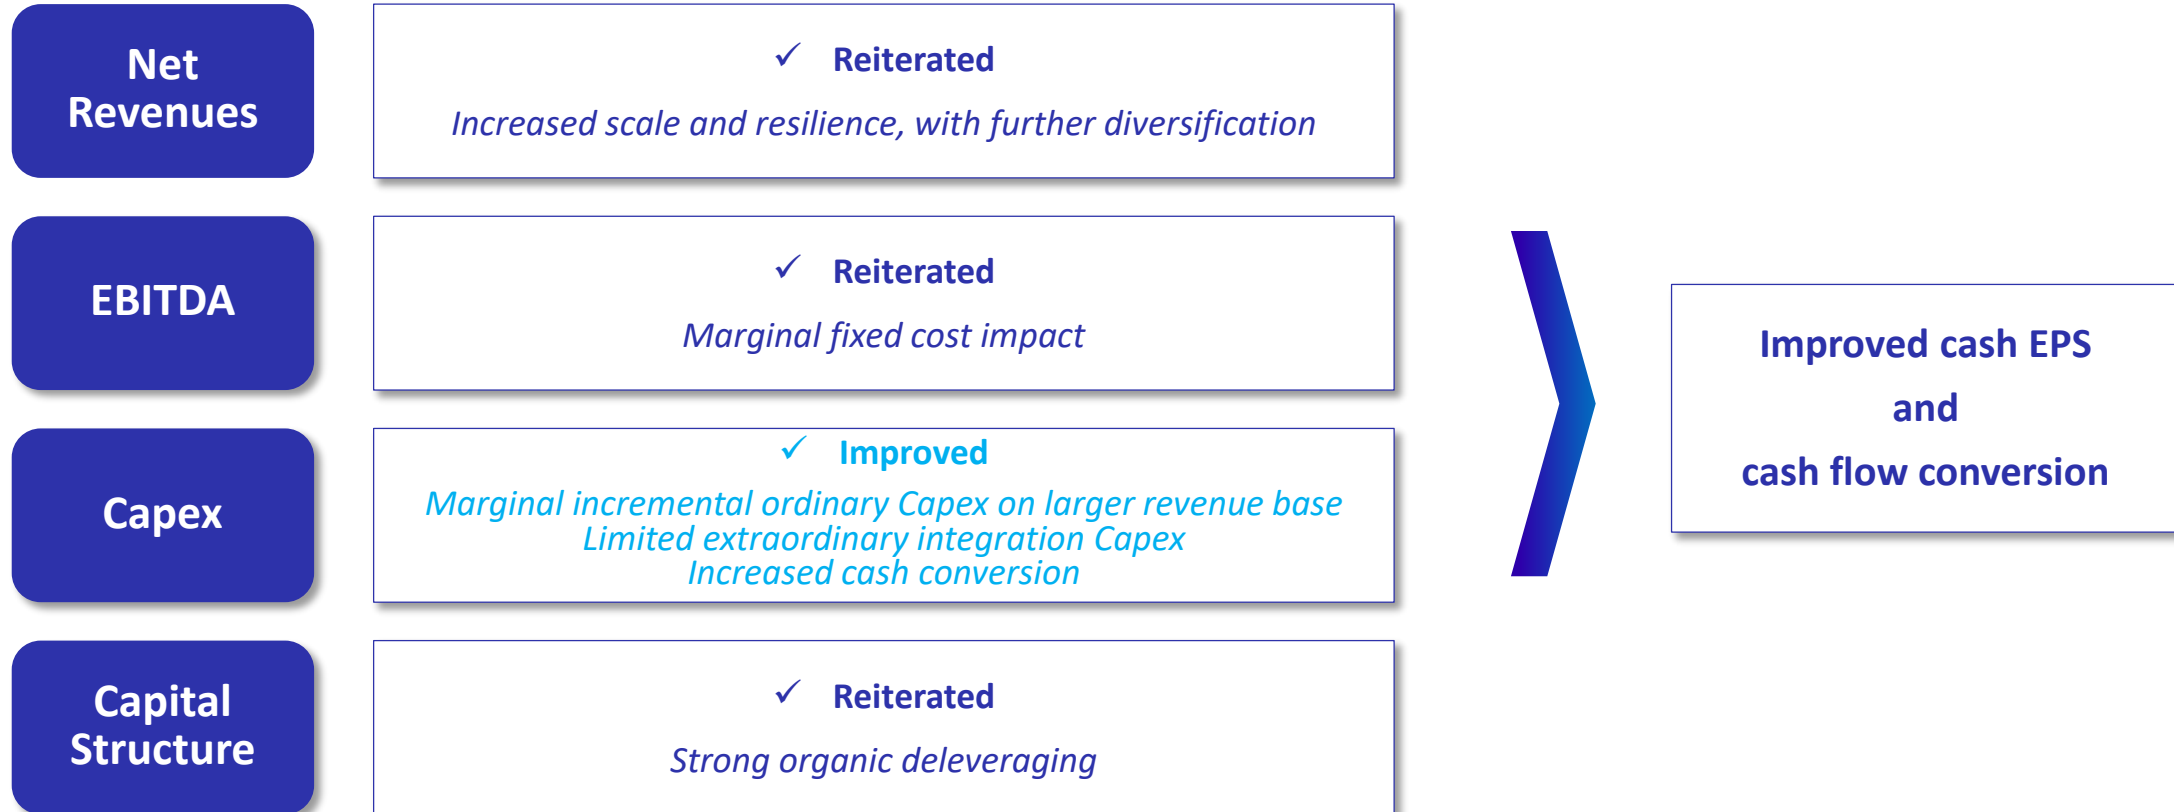 Net
Revenues
✓ Reiterated
Increased scale and resilience, with further diversification
EBITDA
✓ Reiterated
Marginal fixed cost impact
Capex
✓ Improved
Marginal incremental ordinary Capex on larger revenue base
Limited extraordinary integration Capex
Increased cash conversion
Capital
Structure
✓ Reiterated
Strong organic deleveraging
Improved cash EPS
and
cash flow conversion